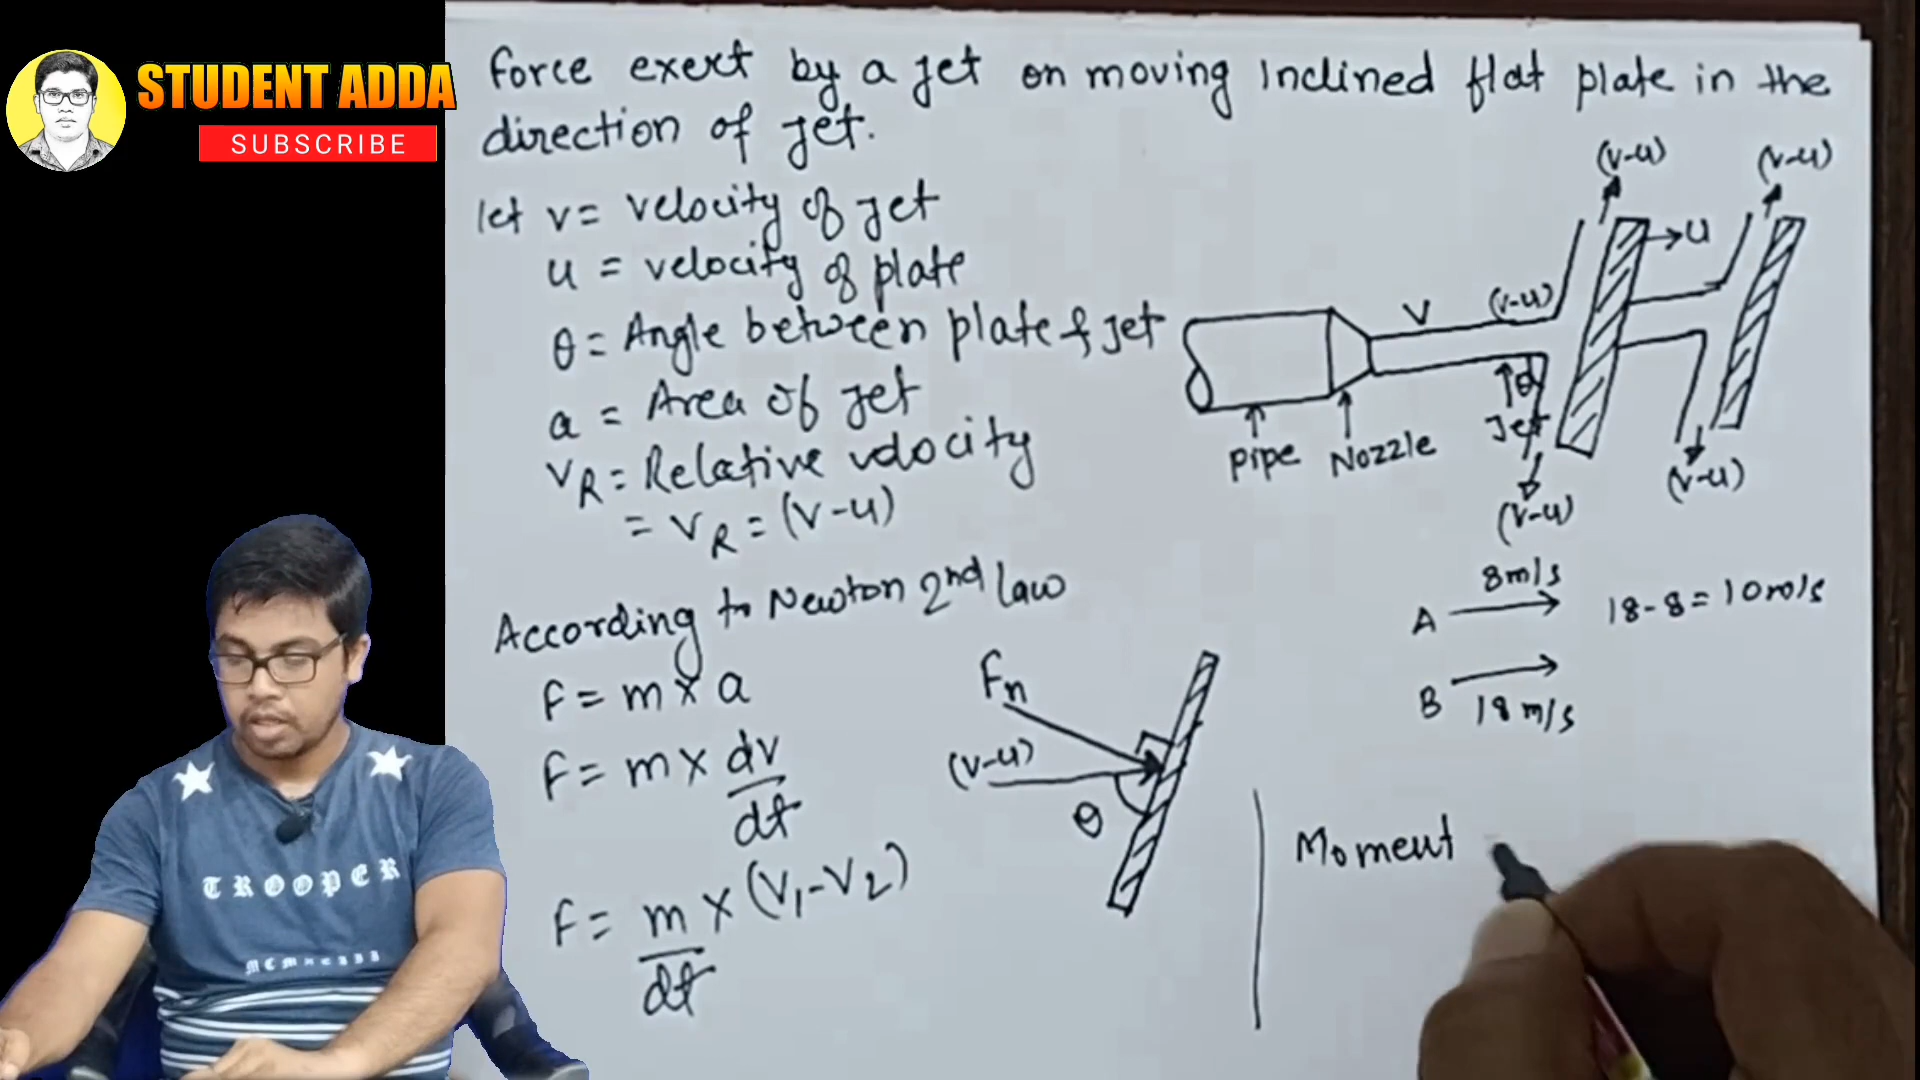 STUDENT ADDA
SUBSCRIBE
force exert by a jet on moving Inclined flat plate in the
direction of jet.
let v = velocity of jet
u = velocity of plate
θ = Angle between plate & jet
a = Area of jet
VR = Relative velocity
= VR = (V-u)
According to Newton 2nd law
F = m x a
F = m x dv/dt
F = m/dt x (V1-V2)
(V-u)
(V-u)
u
V
(V-u)
θ
Jet
pipe
Nozzle
(V-u)
(V-u)
8m/s
A
18-8=10m/s
B
18 m/s
Fn
(V-u)
θ
Moment
TROOPER